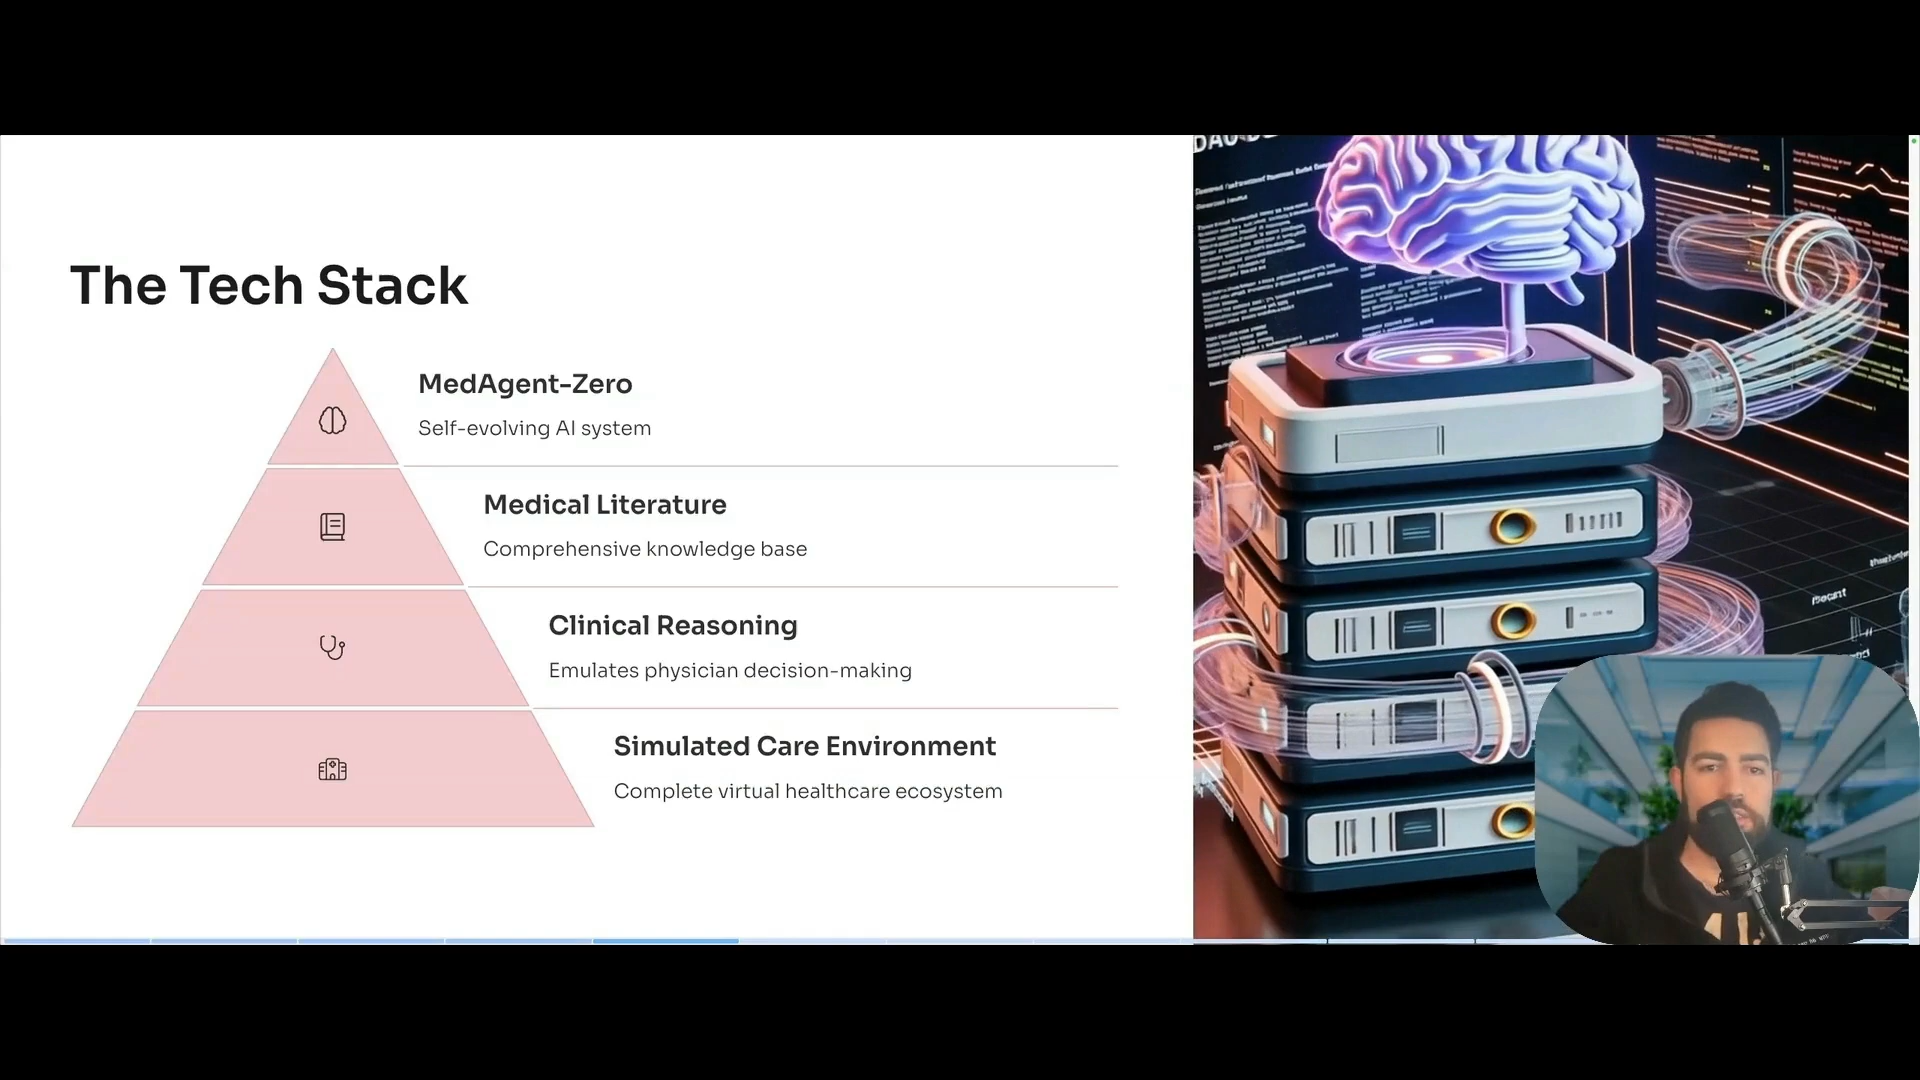 The Tech Stack
MedAgent-Zero
Self-evolving AI system
Medical Literature
Comprehensive knowledge base
Clinical Reasoning
Emulates physician decision-making
Simulated Care Environment
Complete virtual healthcare ecosystem